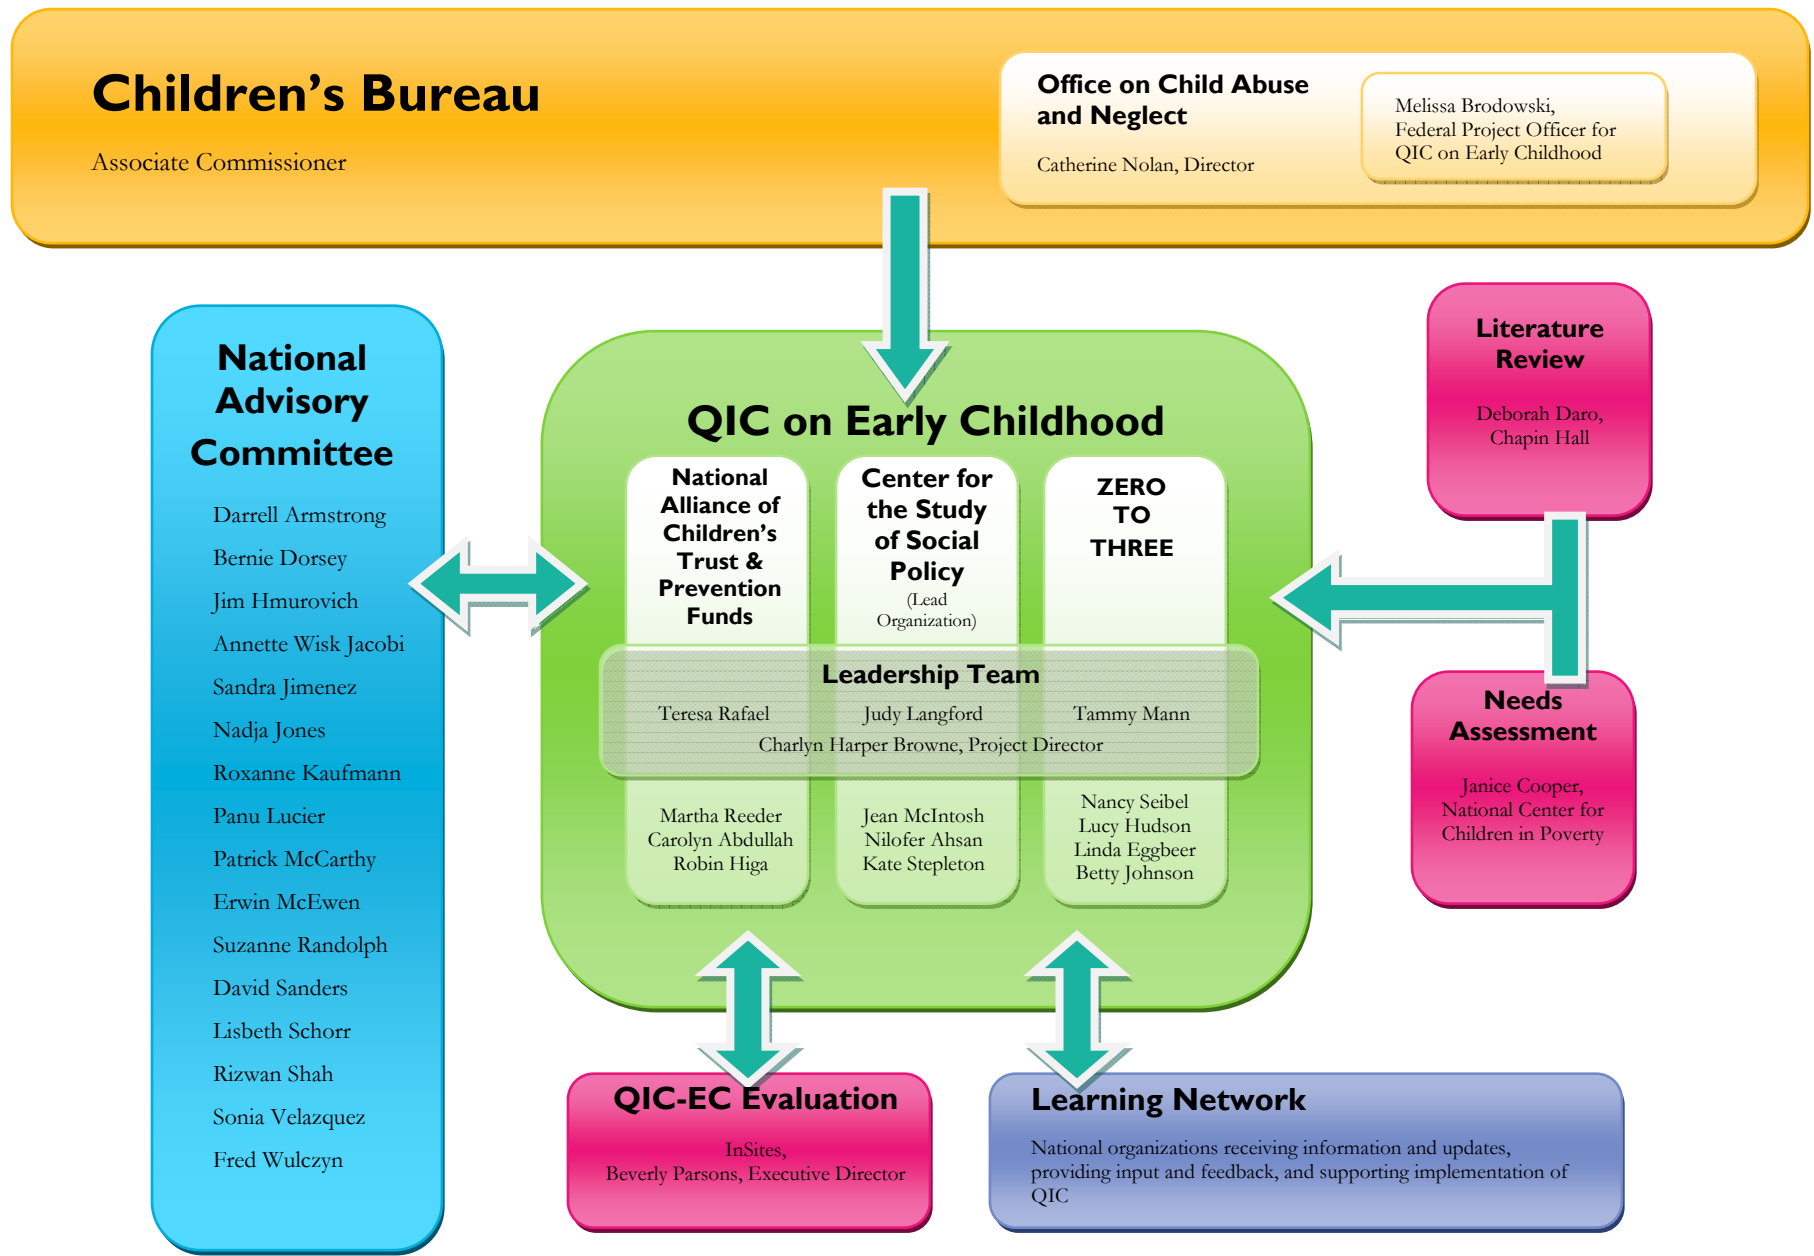 Children's Bureau
Associate Commissioner
Office on Child Abuse
and Neglect
Catherine Nolan, Director
Melissa Brodowski,
Federal Project Officer for
QIC on Early Childhood
National
Advisory
Committee
Darrell Armstrong
Bernie Dorsey
Jim Hmurovich
Annette Wisk Jacobi
Sandra Jimenez
Nadja Jones
Roxanne Kaufmann
Panu Lucier
Patrick McCarthy
Erwin McEwen
Suzanne Randolph
David Sanders
Lisbeth Schorr
Rizwan Shah
Sonia Velazquez
Fred Wulczyn
QIC on Early Childhood
National
Alliance of
Children's
Trust &
Prevention
Funds
Center for
the Study
of Social
Policy
(Lead
Organization)
ZERO
TO
THREE
Leadership Team
Teresa Rafael
Judy Langford
Tammy Mann
Charlyn Harper Browne, Project Director
Martha Reeder
Carolyn Abdullah
Robin Higa
Jean McIntosh
Nilofer Ahsan
Kate Stepleton
Nancy Seibel
Lucy Hudson
Linda Eggbeer
Betty Johnson
Literature
Review
Deborah Daro,
Chapin Hall
Needs
Assessment
Janice Cooper,
National Center for
Children in Poverty
QIC-EC Evaluation
InSites,
Beverly Parsons, Executive Director
Learning Network
National organizations receiving information and updates,
providing input and feedback, and supporting implementation of
QIC